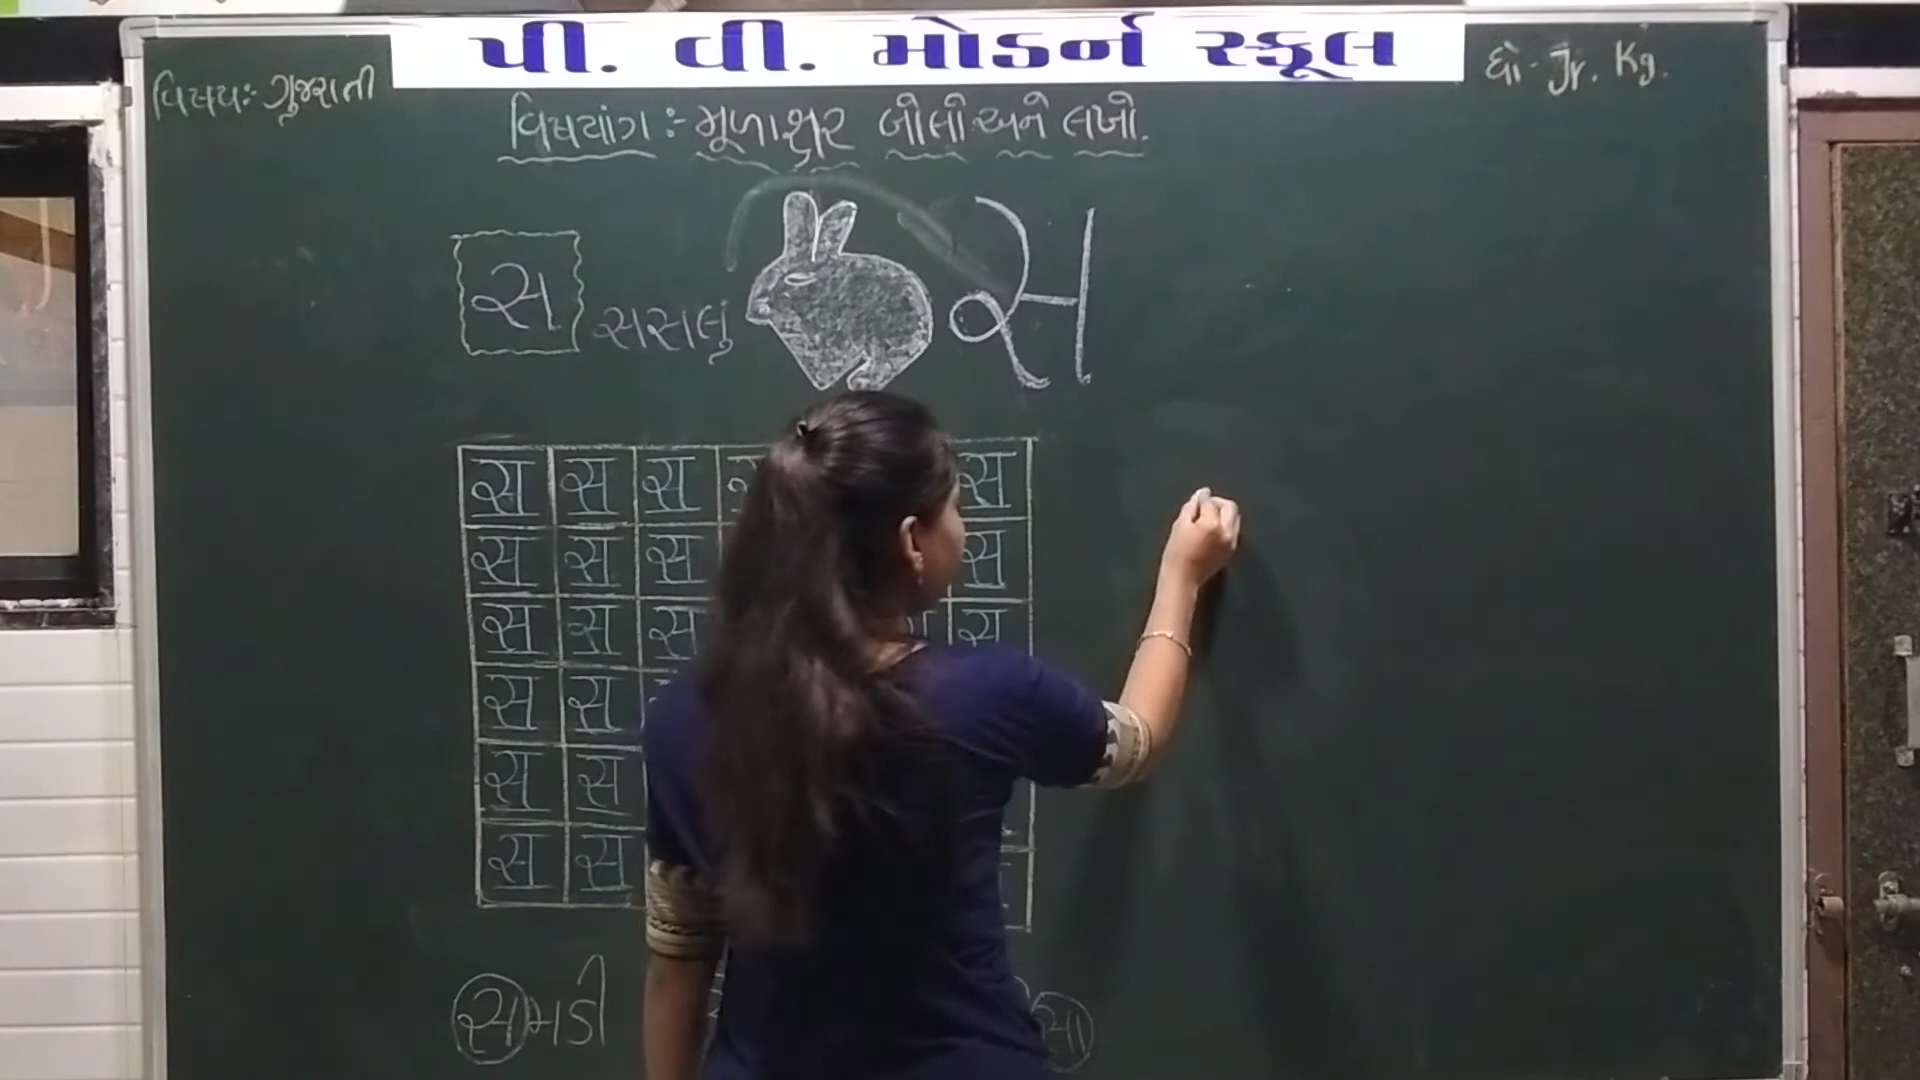 પી. વી. મોડર્ન સ્કૂલ
વિષય:- ગુજરાતી
ધો- Jr. Kg.
વિષયાંગ :- મૂળાક્ષર બોલો અને લખો.
સ સસલું સ
સ સ સ સ સ
સ સ સ સ
સ સ સ સ
સ સ
સ સ
સ સ
સમડી